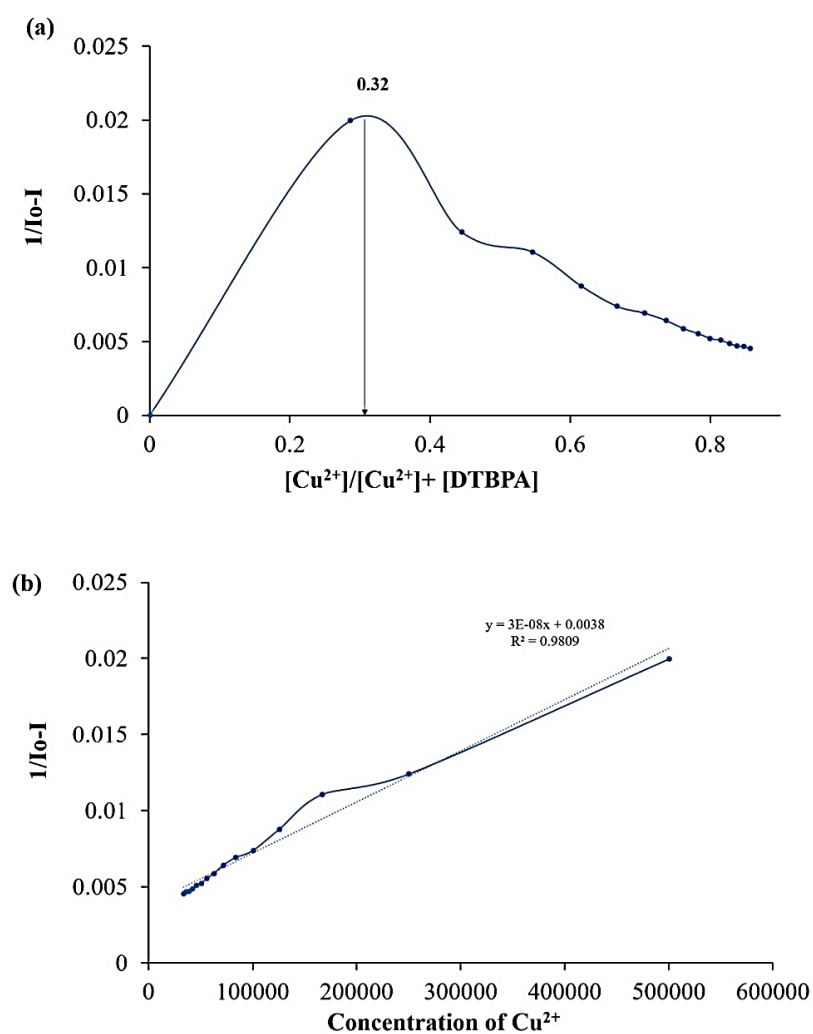 (a)
0.025
0.02
0.015
0.01
0.005
0
0.32
1/Io-I
0 0.2 0.4 0.6 0.8
[Cu²⁺]/[Cu²⁺]+ [DTBPA]
(b)
0.025
0.02
0.015
0.01
0.005
0
y = 3E-08x + 0.0038
R² = 0.9809
1/Io-I
0 100000 200000 300000 400000 500000 600000
Concentration of Cu²⁺